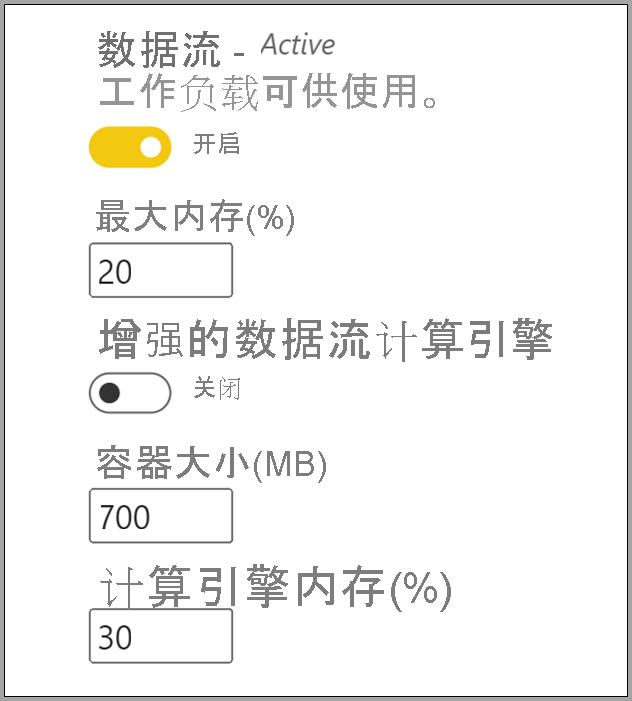 数据流 - Active
工作负载可供使用。
开启
最大内存(%)
20
增强的数据流计算引擎
关闭
容器大小(MB)
700
计算引擎内存(%)
30